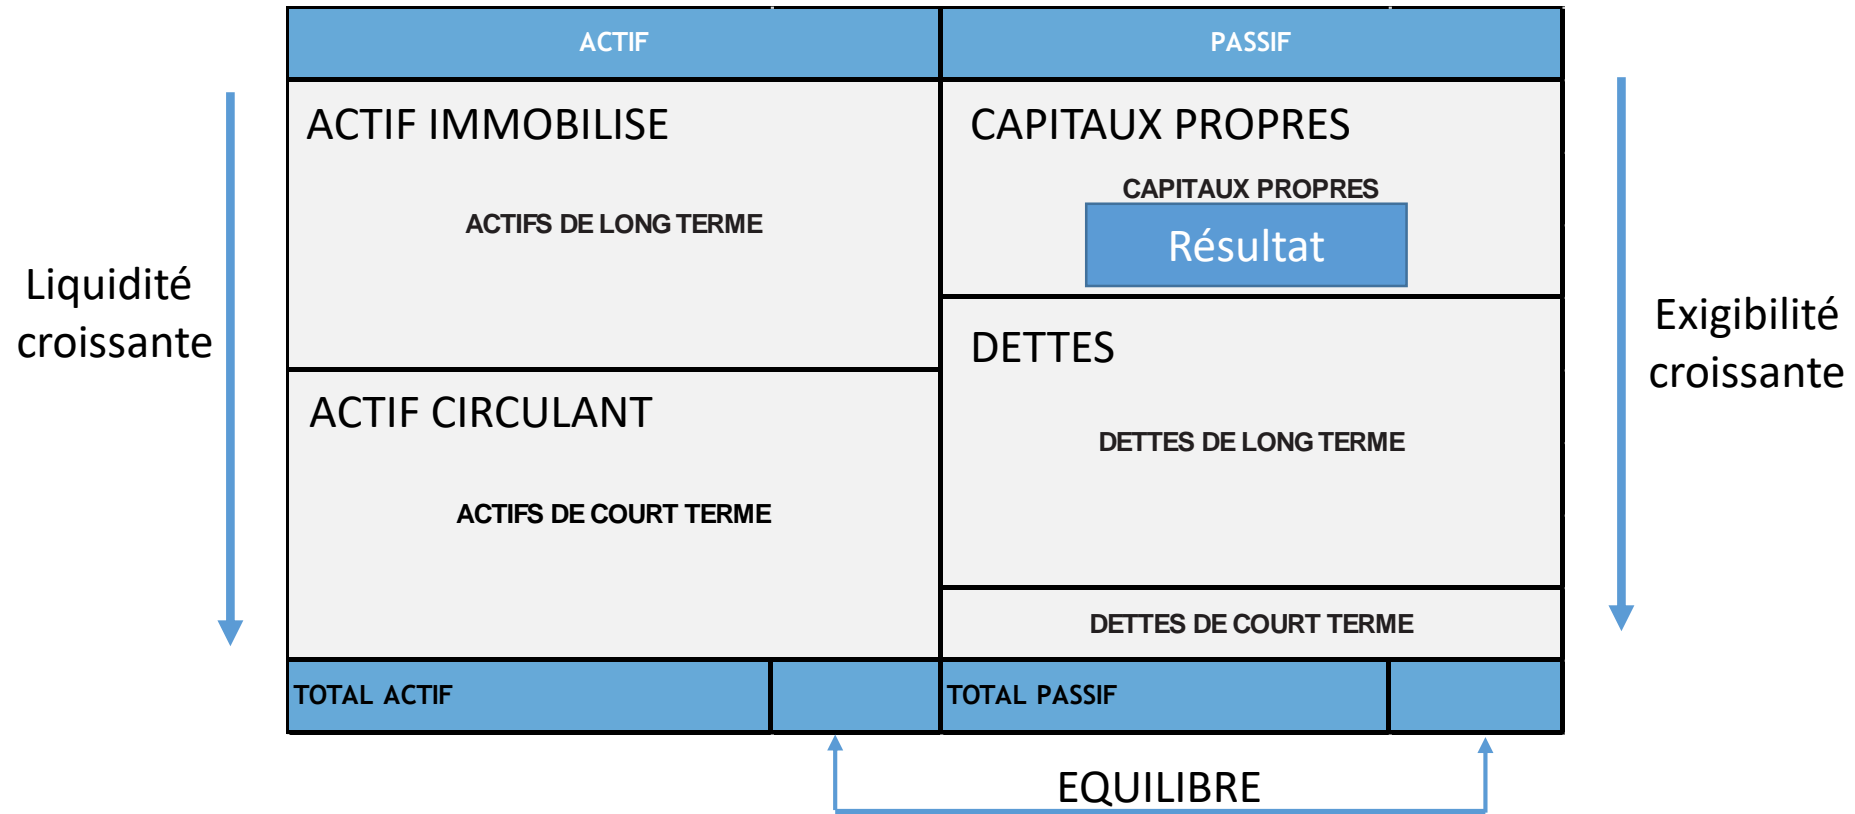 ACTIF
PASSIF
ACTIF IMMOBILISE
ACTIFS DE LONG TERME
CAPITAUX PROPRES
CAPITAUX PROPRES
Résultat
Liquidité
croissante
DETTES
DETTES DE LONG TERME
Exigibilité
croissante
ACTIF CIRCULANT
ACTIFS DE COURT TERME
DETTES DE COURT TERME
TOTAL ACTIF
TOTAL PASSIF
EQUILIBRE